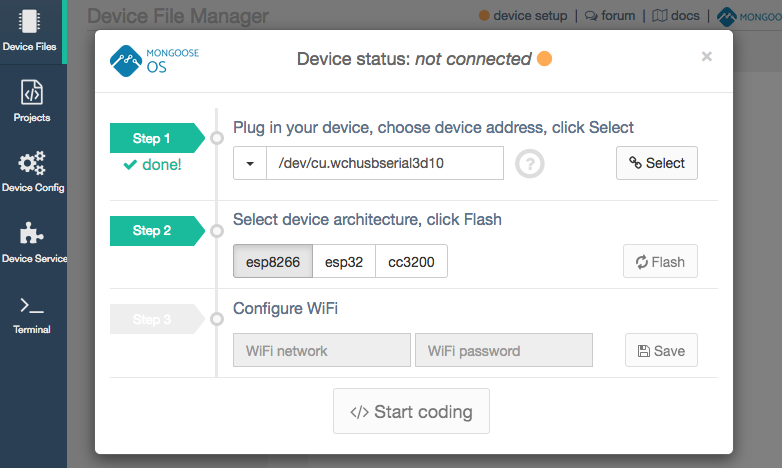 Device File Manager
device setup | forum | docs | MONGOOSE
Device Files
Projects
Device Config
Device Service
Terminal
MONGOOSE
OS
Device status: not connected
×
Step 1
done!
Plug in your device, choose device address, click Select
/dev/cu.wchusbserial3d10
?
Select
Step 2
Select device architecture, click Flash
esp8266
esp32
cc3200
Flash
Step 3
Configure WiFi
WiFi network
WiFi password
Save
</> Start coding